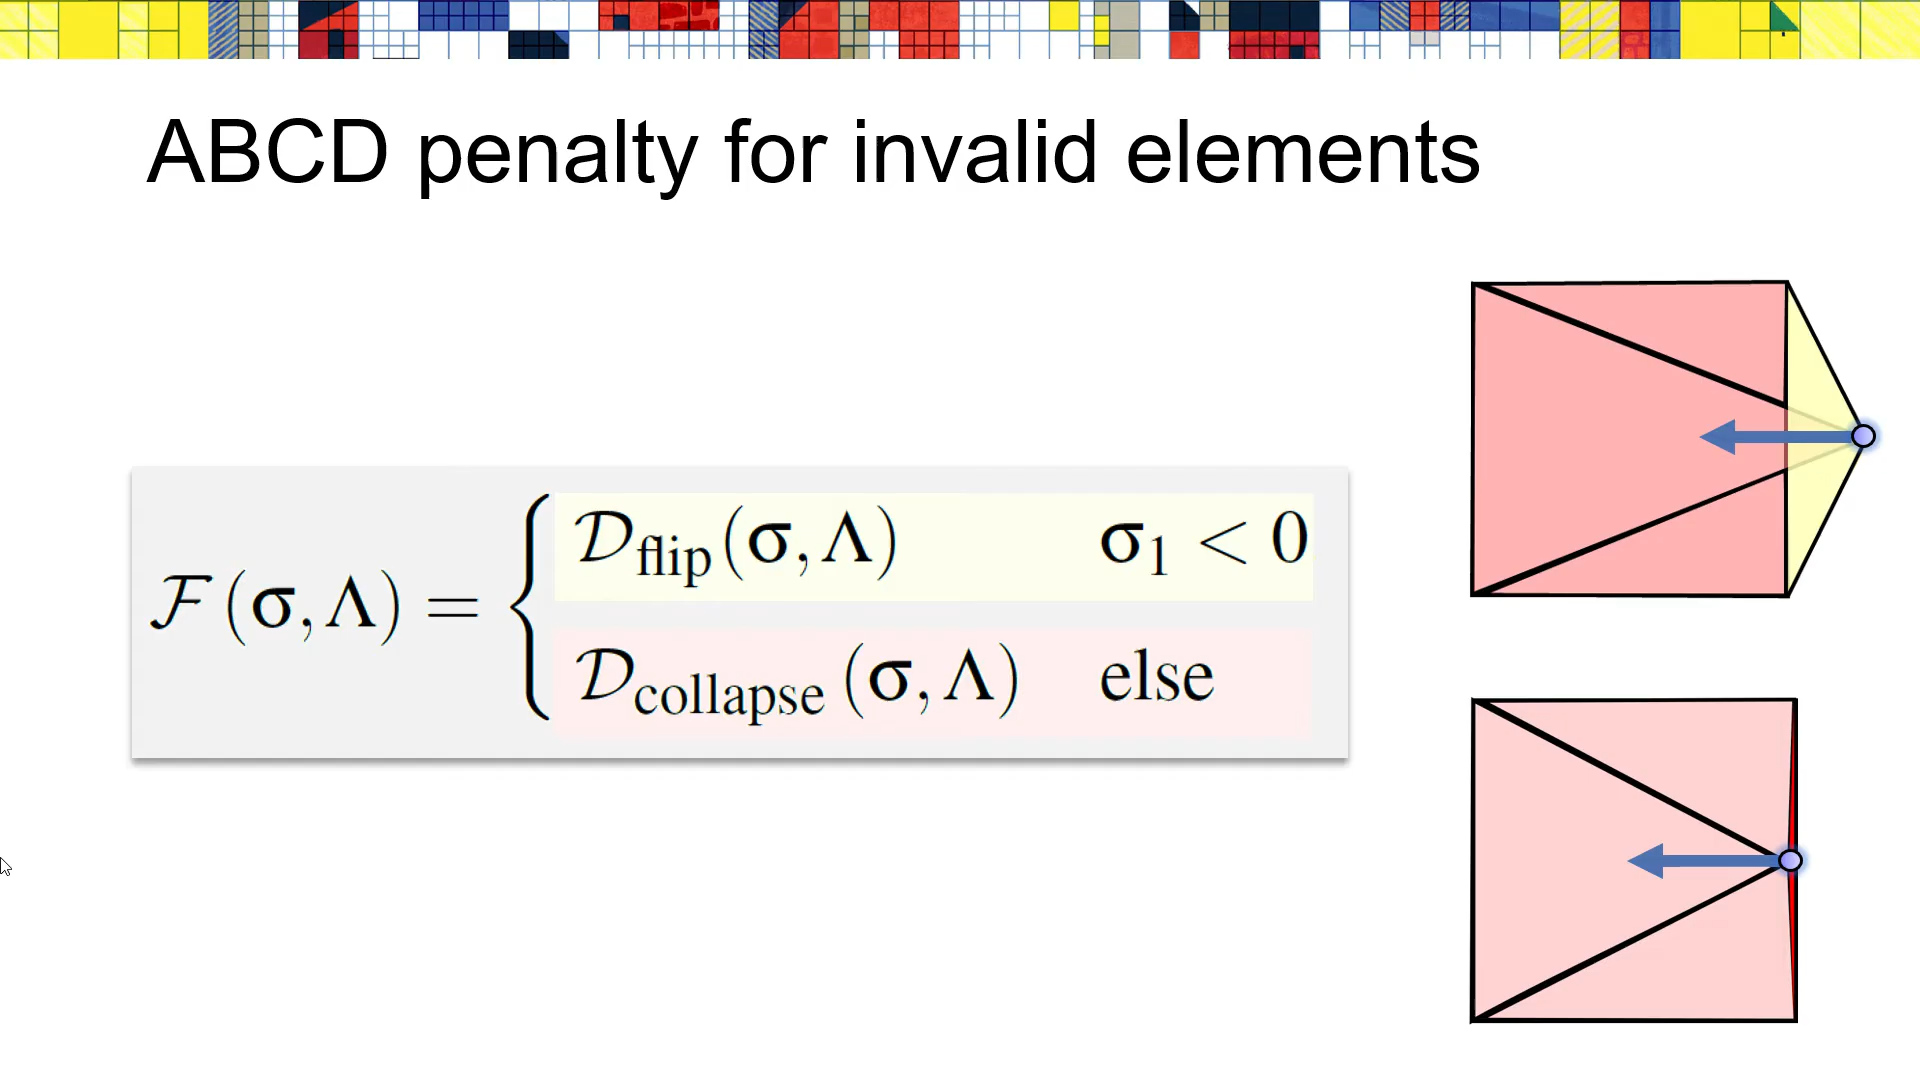 ABCD penalty for invalid elements
𝓕(σ, Λ) = { 𝓓flip(σ, Λ) σ₁ < 0
𝓓collapse(σ, Λ) else